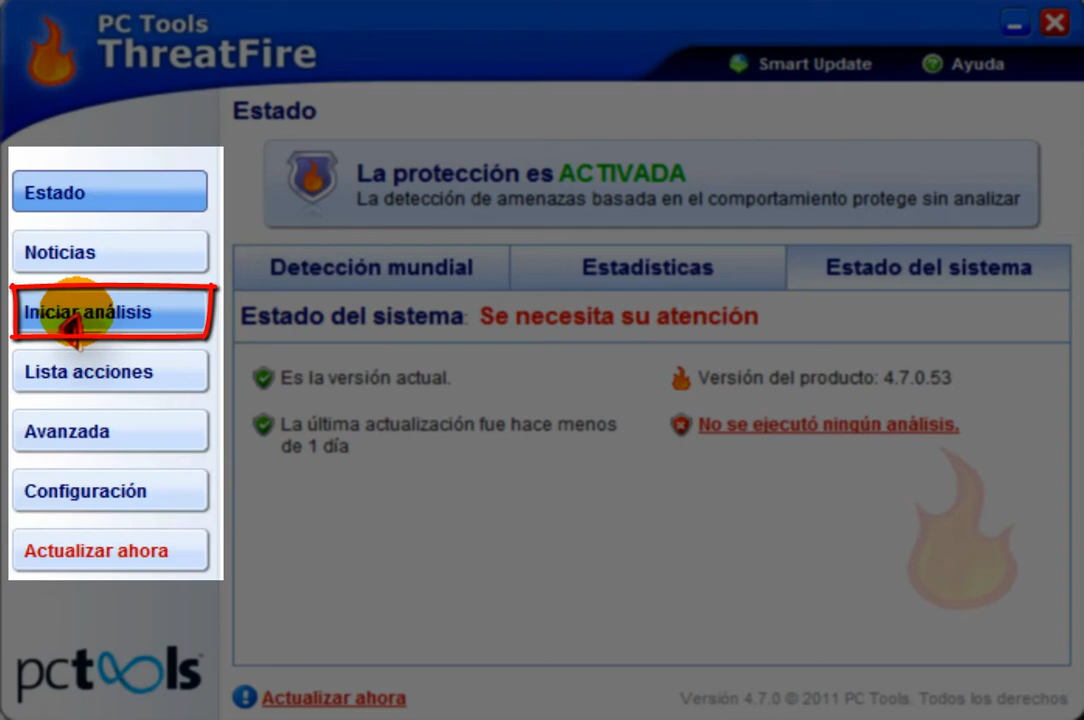 PC Tools
ThreatFire
Smart Update
Ayuda
Estado
La protección es ACTIVADA
La detección de amenazas basada en el comportamiento protege sin analizar
Estado
Noticias
Iniciar análisis
Lista acciones
Avanzada
Configuración
Actualizar ahora
Detección mundial
Estadísticas
Estado del sistema
Estado del sistema: Se necesita su atención
Es la versión actual.
Versión del producto: 4.7.0.53
La última actualización fue hace menos
de 1 día
No se ejecutó ningún análisis.
pctools
Actualizar ahora
Versión 4.7.0 © 2011 PC Tools. Todos los derechos